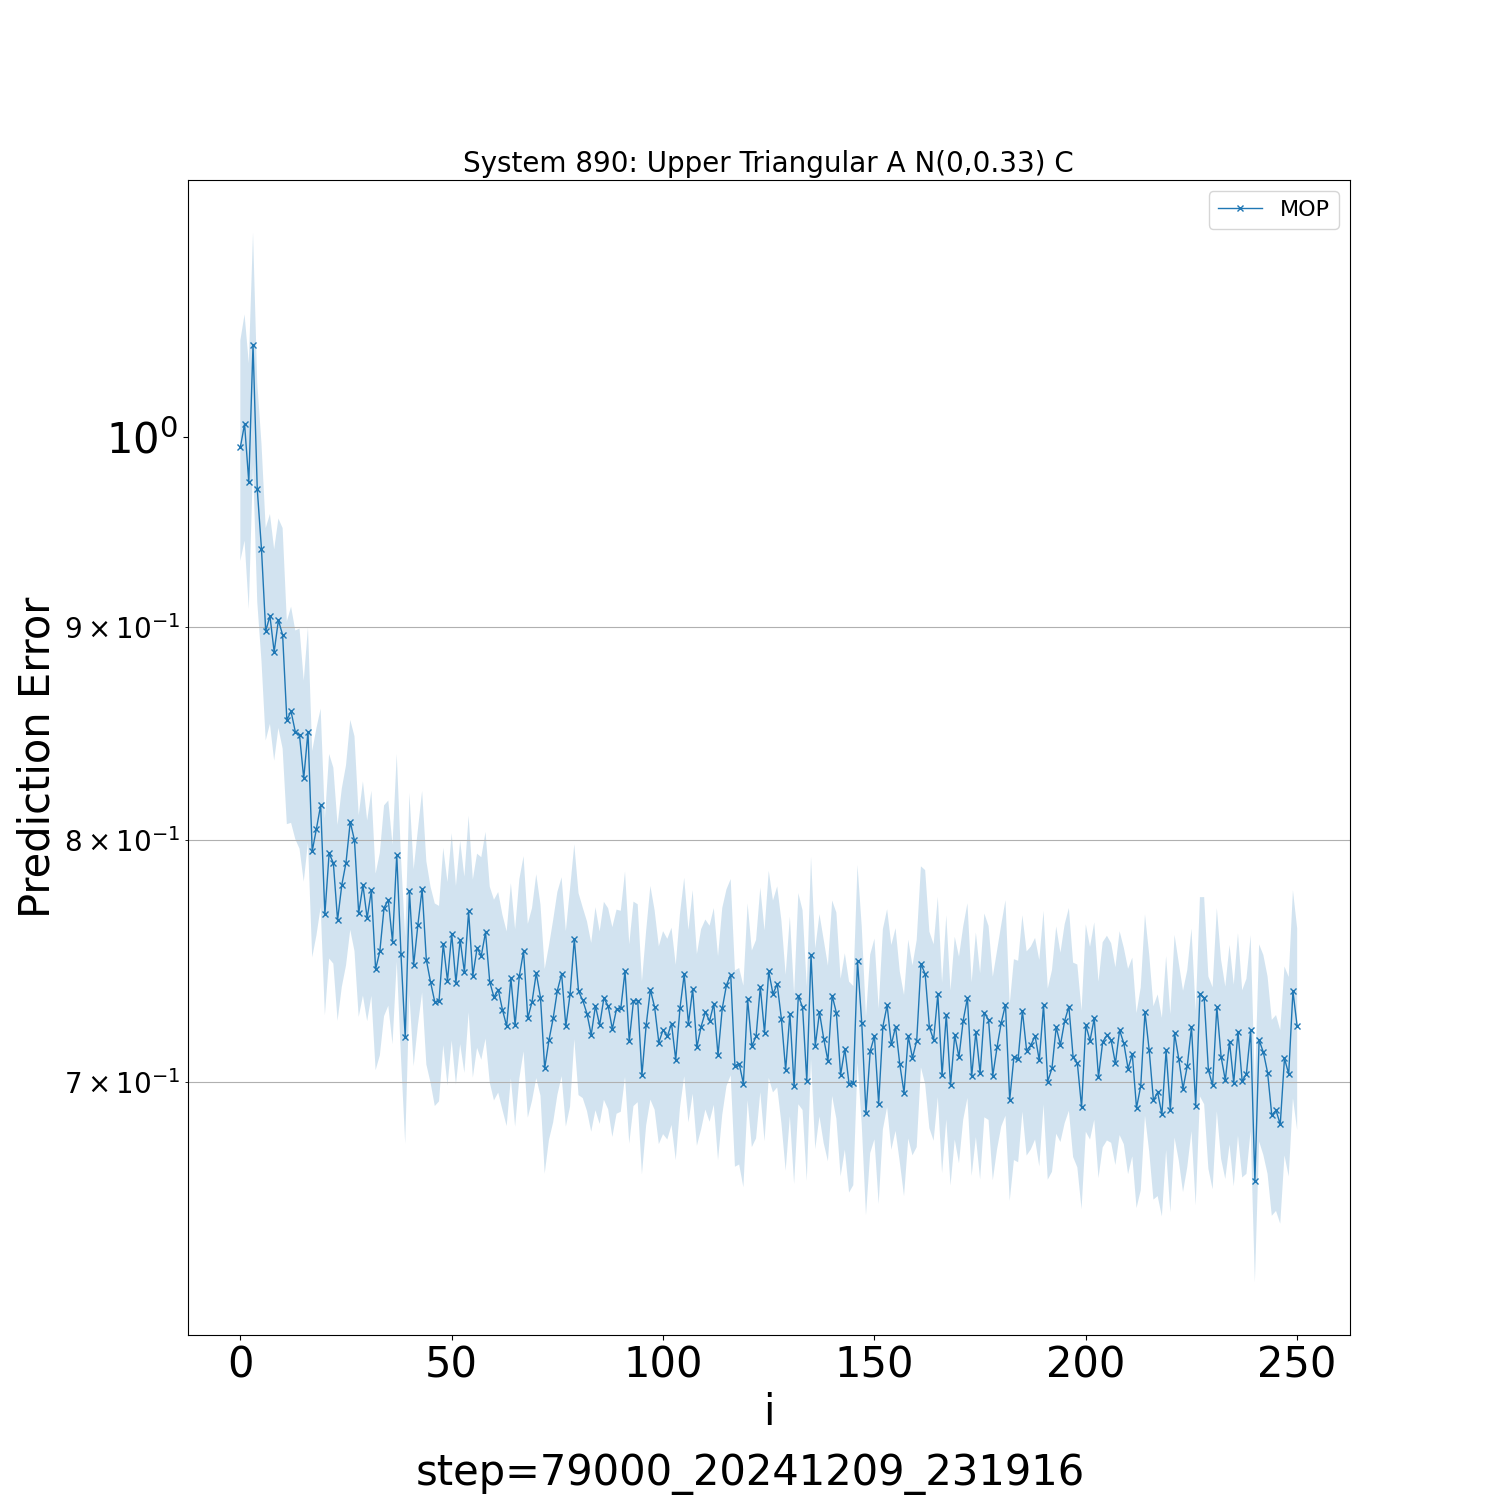 System 890: Upper Triangular A N(0,0.33) C
MOP
10⁰
9 × 10⁻¹
8 × 10⁻¹
7 × 10⁻¹
Prediction Error
0 50 100 150 200 250
i
step=79000_20241209_231916